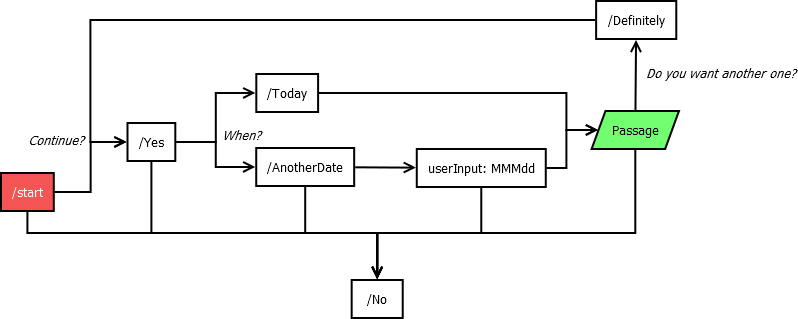 /Definitely
Do you want another one?
/Today
Continue?
/Yes
When?
Passage
/AnotherDate
userInput: MMMdd
/start
/No